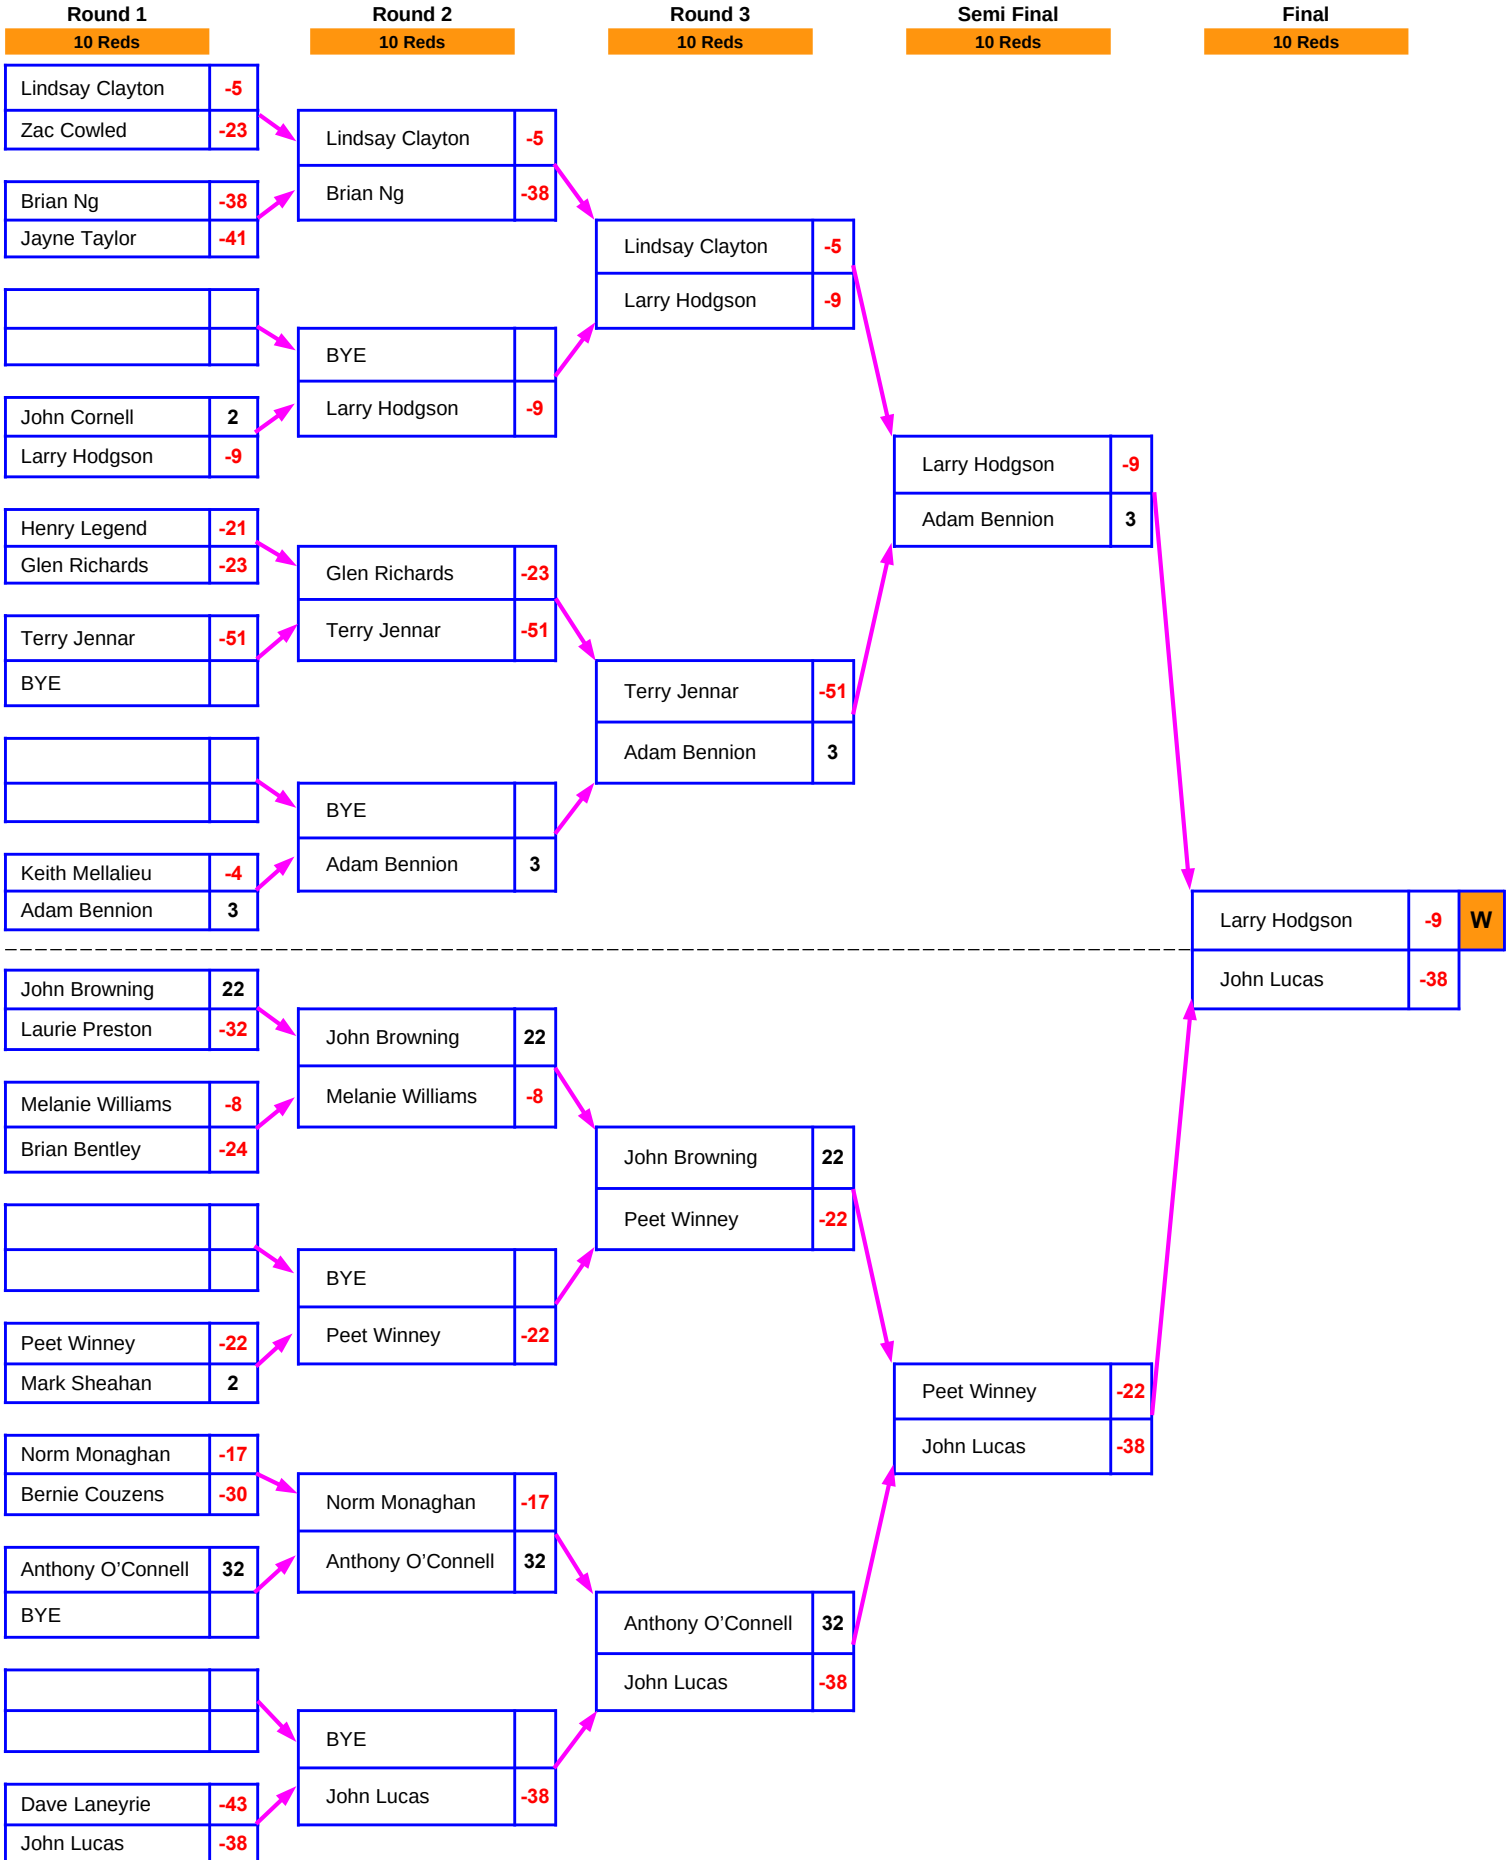 Round 1
10 Reds
Lindsay Clayton -5
Zac Cowled -23
Brian Ng -38
Jayne Taylor -41
John Cornell 2
Larry Hodgson -9
Henry Legend -21
Glen Richards -23
Terry Jennar -51
BYE
Keith Mellalieu -4
Adam Bennion 3
John Browning 22
Laurie Preston -32
Melanie Williams -8
Brian Bentley -24
Peet Winney -22
Mark Sheahan 2
Norm Monaghan -17
Bernie Couzens -30
Anthony O’Connell 32
BYE
Dave Laneyrie -43
John Lucas -38
Round 2
10 Reds
Lindsay Clayton -5
Brian Ng -38
BYE
Larry Hodgson -9
Glen Richards -23
Terry Jennar -51
BYE
Adam Bennion 3
John Browning 22
Melanie Williams -8
BYE
Peet Winney -22
Norm Monaghan -17
Anthony O’Connell 32
BYE
John Lucas -38
Round 3
10 Reds
Lindsay Clayton -5
Larry Hodgson -9
Terry Jennar -51
Adam Bennion 3
John Browning 22
Peet Winney -22
Anthony O’Connell 32
John Lucas -38
Semi Final
10 Reds
Larry Hodgson -9
Adam Bennion 3
Peet Winney -22
John Lucas -38
Final
10 Reds
Larry Hodgson -9 W
John Lucas -38